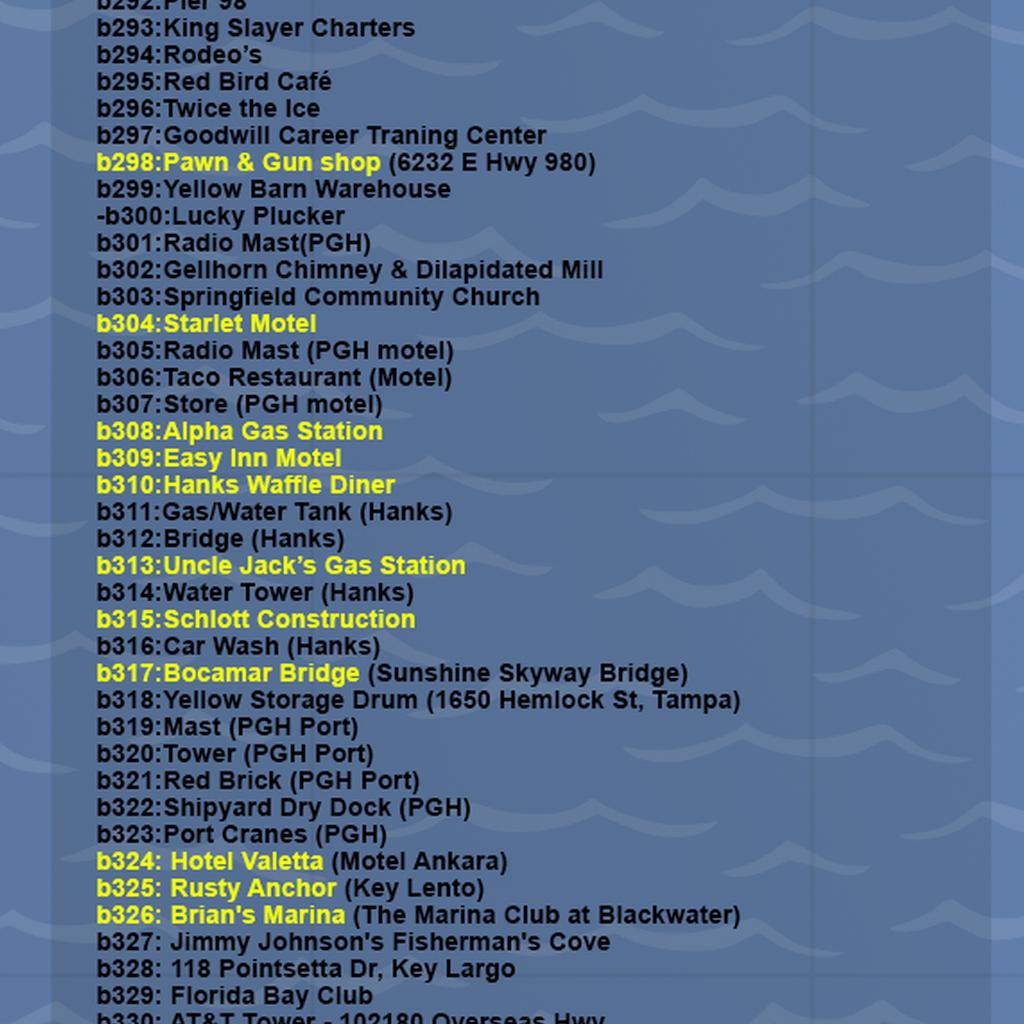 b292:Pier 98
b293:King Slayer Charters
b294:Rodeo’s
b295:Red Bird Café
b296:Twice the Ice
b297:Goodwill Career Traning Center
b298:Pawn & Gun shop (6232 E Hwy 980)
b299:Yellow Barn Warehouse
-b300:Lucky Plucker
b301:Radio Mast(PGH)
b302:Gellhorn Chimney & Dilapidated Mill
b303:Springfield Community Church
b304:Starlet Motel
b305:Radio Mast (PGH motel)
b306:Taco Restaurant (Motel)
b307:Store (PGH motel)
b308:Alpha Gas Station
b309:Easy Inn Motel
b310:Hanks Waffle Diner
b311:Gas/Water Tank (Hanks)
b312:Bridge (Hanks)
b313:Uncle Jack’s Gas Station
b314:Water Tower (Hanks)
b315:Schlott Construction
b316:Car Wash (Hanks)
b317:Bocamar Bridge (Sunshine Skyway Bridge)
b318:Yellow Storage Drum (1650 Hemlock St, Tampa)
b319:Mast (PGH Port)
b320:Tower (PGH Port)
b321:Red Brick (PGH Port)
b322:Shipyard Dry Dock (PGH)
b323:Port Cranes (PGH)
b324: Hotel Valetta (Motel Ankara)
b325: Rusty Anchor (Key Lento)
b326: Brian's Marina (The Marina Club at Blackwater)
b327: Jimmy Johnson's Fisherman's Cove
b328: 118 Pointsetta Dr, Key Largo
b329: Florida Bay Club
b330: AT&T Tower - 102180 Overseas Hwy